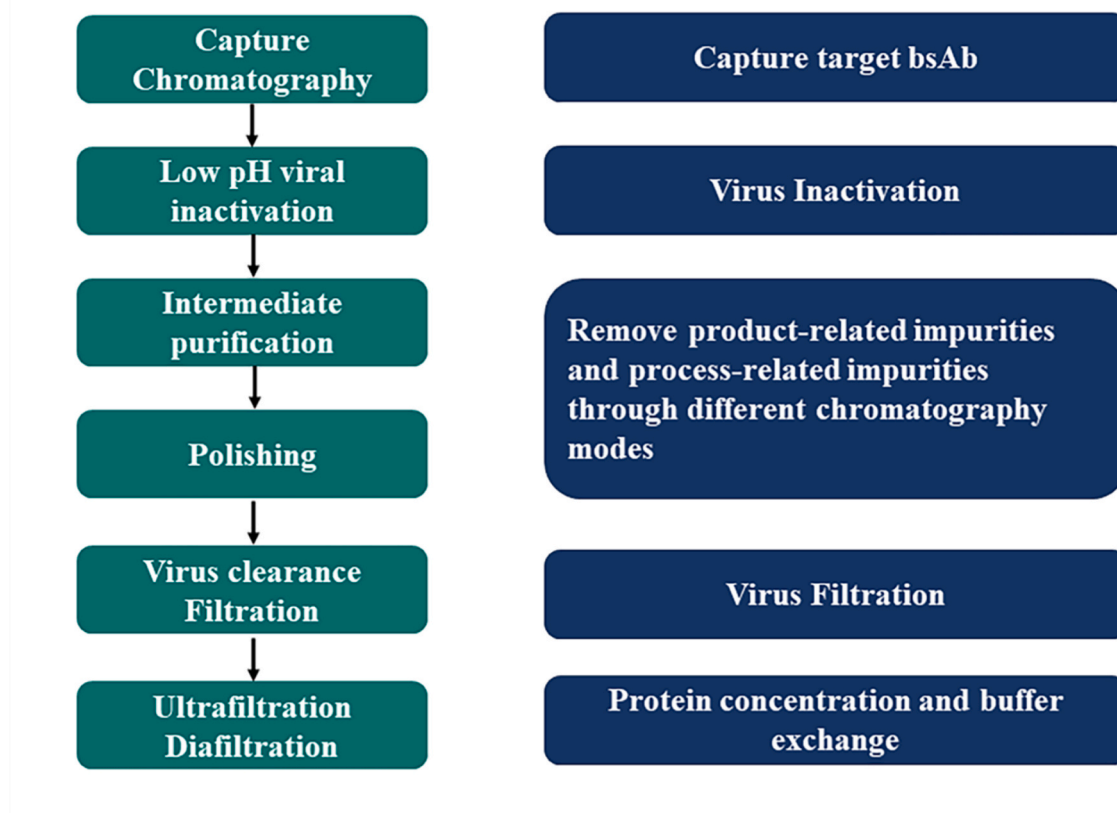 Capture
Chromatography
Capture target bsAb
Low pH viral
inactivation
Virus Inactivation
Intermediate
purification
Remove product-related impurities
and process-related impurities
through different chromatography
modes
Polishing
Virus clearance
Filtration
Virus Filtration
Ultrafiltration
Diafiltration
Protein concentration and buffer
exchange